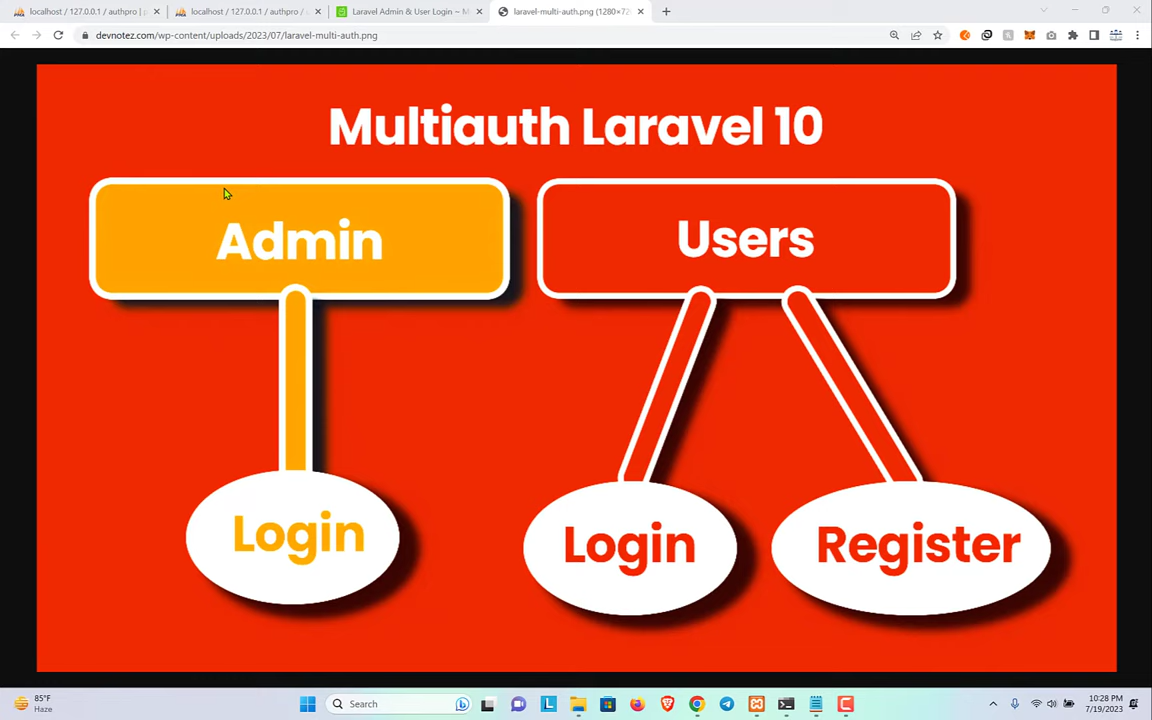 localhost / 127.0.0.1 / authpro | p
localhost / 127.0.0.1 / authpro /
Laravel Admin & User Login ~ M
laravel-multi-auth.png (1280×72
devnotez.com/wp-content/uploads/2023/07/laravel-multi-auth.png
Multiauth Laravel 10
Admin
Users
Login
Login
Register
85°F
Haze
Search
10:28 PM
7/19/2023